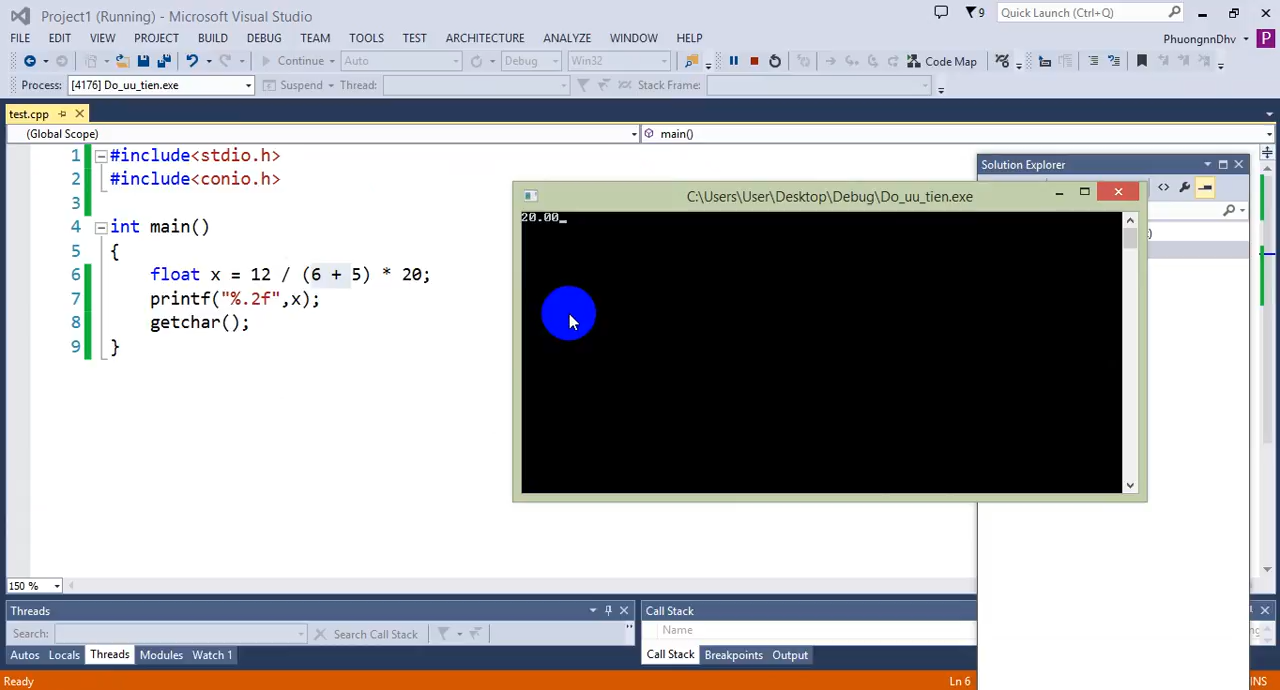 Project1 (Running) - Microsoft Visual Studio
9
Quick Launch (Ctrl+Q)
FILE EDIT VIEW PROJECT BUILD DEBUG TEAM TOOLS TEST ARCHITECTURE ANALYZE WINDOW HELP
PhuongnnDhv P
Continue Auto Debug Win32 Code Map
Process: [4176] Do_uu_tien.exe Suspend Thread: Stack Frame:
test.cpp
(Global Scope) main()
Solution Explorer
1 #include<stdio.h>
2 #include<conio.h>
3
4 int main()
5 {
6 float x = 12 / (6 + 5) * 20;
7 printf("%.2f",x);
8 getchar();
9 }
C:\Users\User\Desktop\Debug\Do_uu_tien.exe
20.00_
)
150 %
Threads
Search: Search Call Stack
Autos Locals Threads Modules Watch 1
Call Stack
Name
Call Stack Breakpoints Output
Ready Ln 6 INS